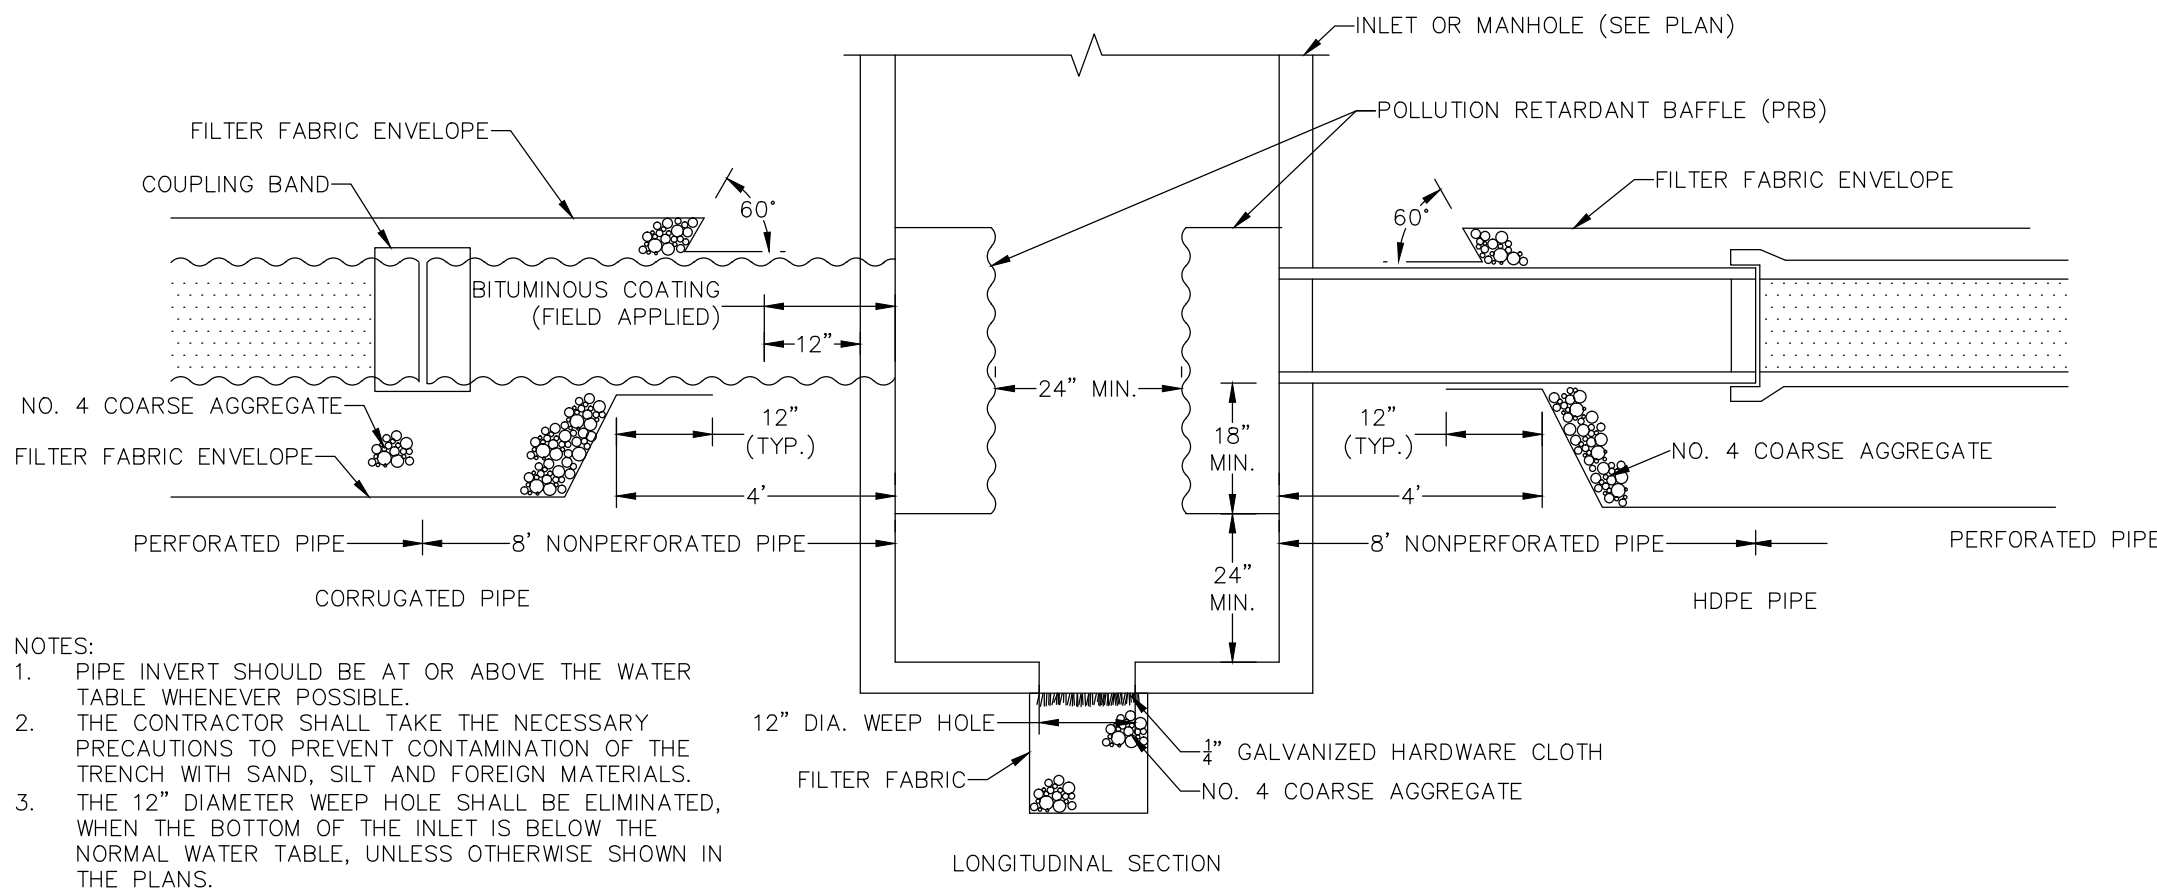 INLET OR MANHOLE (SEE PLAN)
POLLUTION RETARDANT BAFFLE (PRB)
FILTER FABRIC ENVELOPE
COUPLING BAND
60°
60°
FILTER FABRIC ENVELOPE
BITUMINOUS COATING
(FIELD APPLIED)
12”
24” MIN.
NO. 4 COARSE AGGREGATE
12”
(TYP.)
18”
MIN.
12”
(TYP.)
FILTER FABRIC ENVELOPE
NO. 4 COARSE AGGREGATE
4’
4’
PERFORATED PIPE
8’ NONPERFORATED PIPE
8’ NONPERFORATED PIPE
PERFORATED PIPE
24”
MIN.
CORRUGATED PIPE
HDPE PIPE
NOTES:
1. PIPE INVERT SHOULD BE AT OR ABOVE THE WATER
TABLE WHENEVER POSSIBLE.
2. THE CONTRACTOR SHALL TAKE THE NECESSARY
PRECAUTIONS TO PREVENT CONTAMINATION OF THE
TRENCH WITH SAND, SILT AND FOREIGN MATERIALS.
3. THE 12” DIAMETER WEEP HOLE SHALL BE ELIMINATED,
WHEN THE BOTTOM OF THE INLET IS BELOW THE
NORMAL WATER TABLE, UNLESS OTHERWISE SHOWN IN
THE PLANS.
12” DIA. WEEP HOLE
1/4” GALVANIZED HARDWARE CLOTH
FILTER FABRIC
NO. 4 COARSE AGGREGATE
LONGITUDINAL SECTION